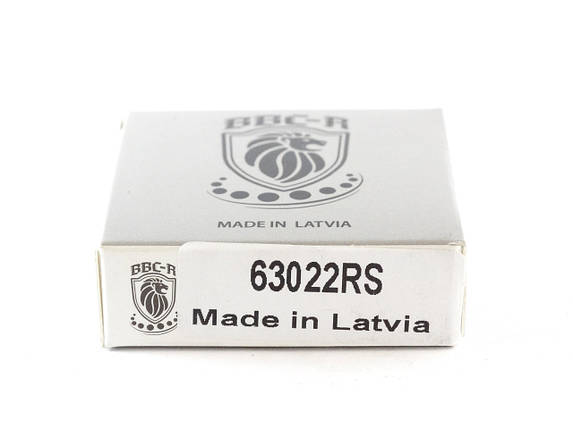 BBC-R
MADE IN LATVIA
BBC-R
63022RS
Made in Latvia